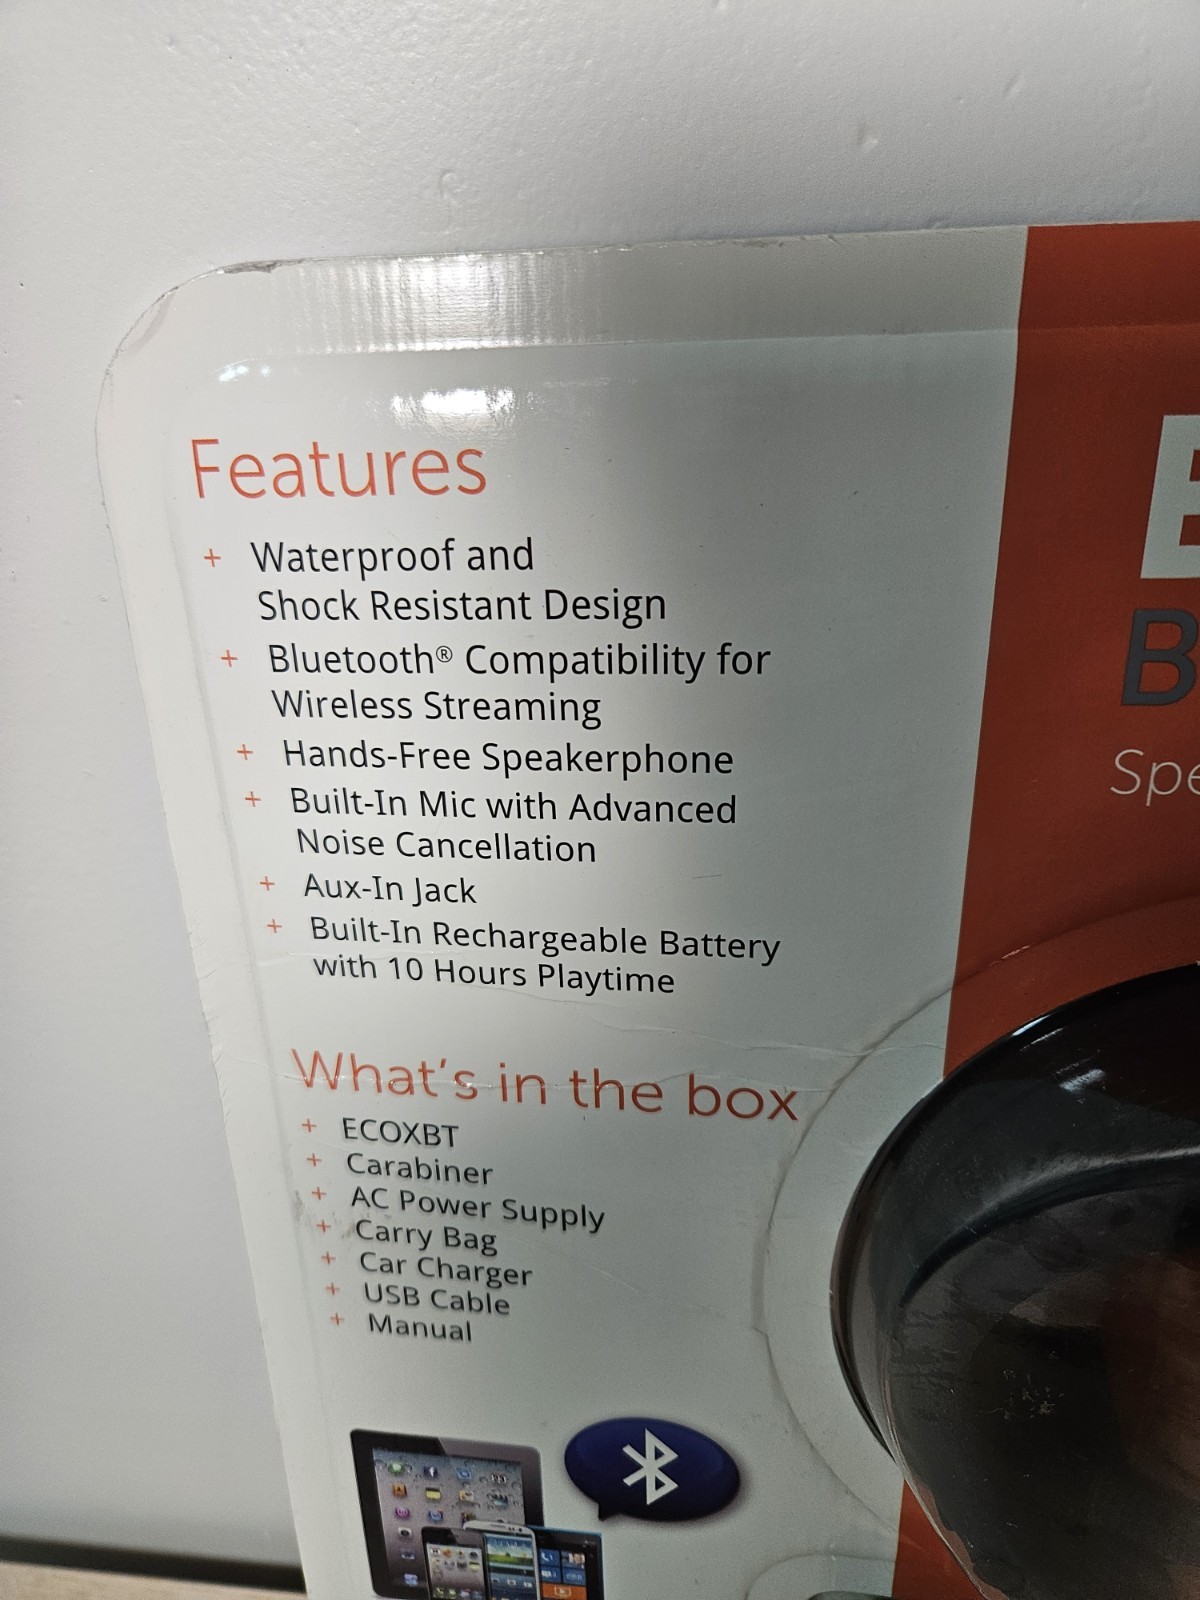 Features
+ Waterproof and
Shock Resistant Design
+ Bluetooth® Compatibility for
Wireless Streaming
+ Hands-Free Speakerphone
+ Built-In Mic with Advanced
Noise Cancellation
+ Aux-In Jack
+ Built-In Rechargeable Battery
with 10 Hours Playtime
What's in the box
+ ECOXBT
+ Carabiner
+ AC Power Supply
+ Carry Bag
+ Car Charger
+ USB Cable
+ Manual